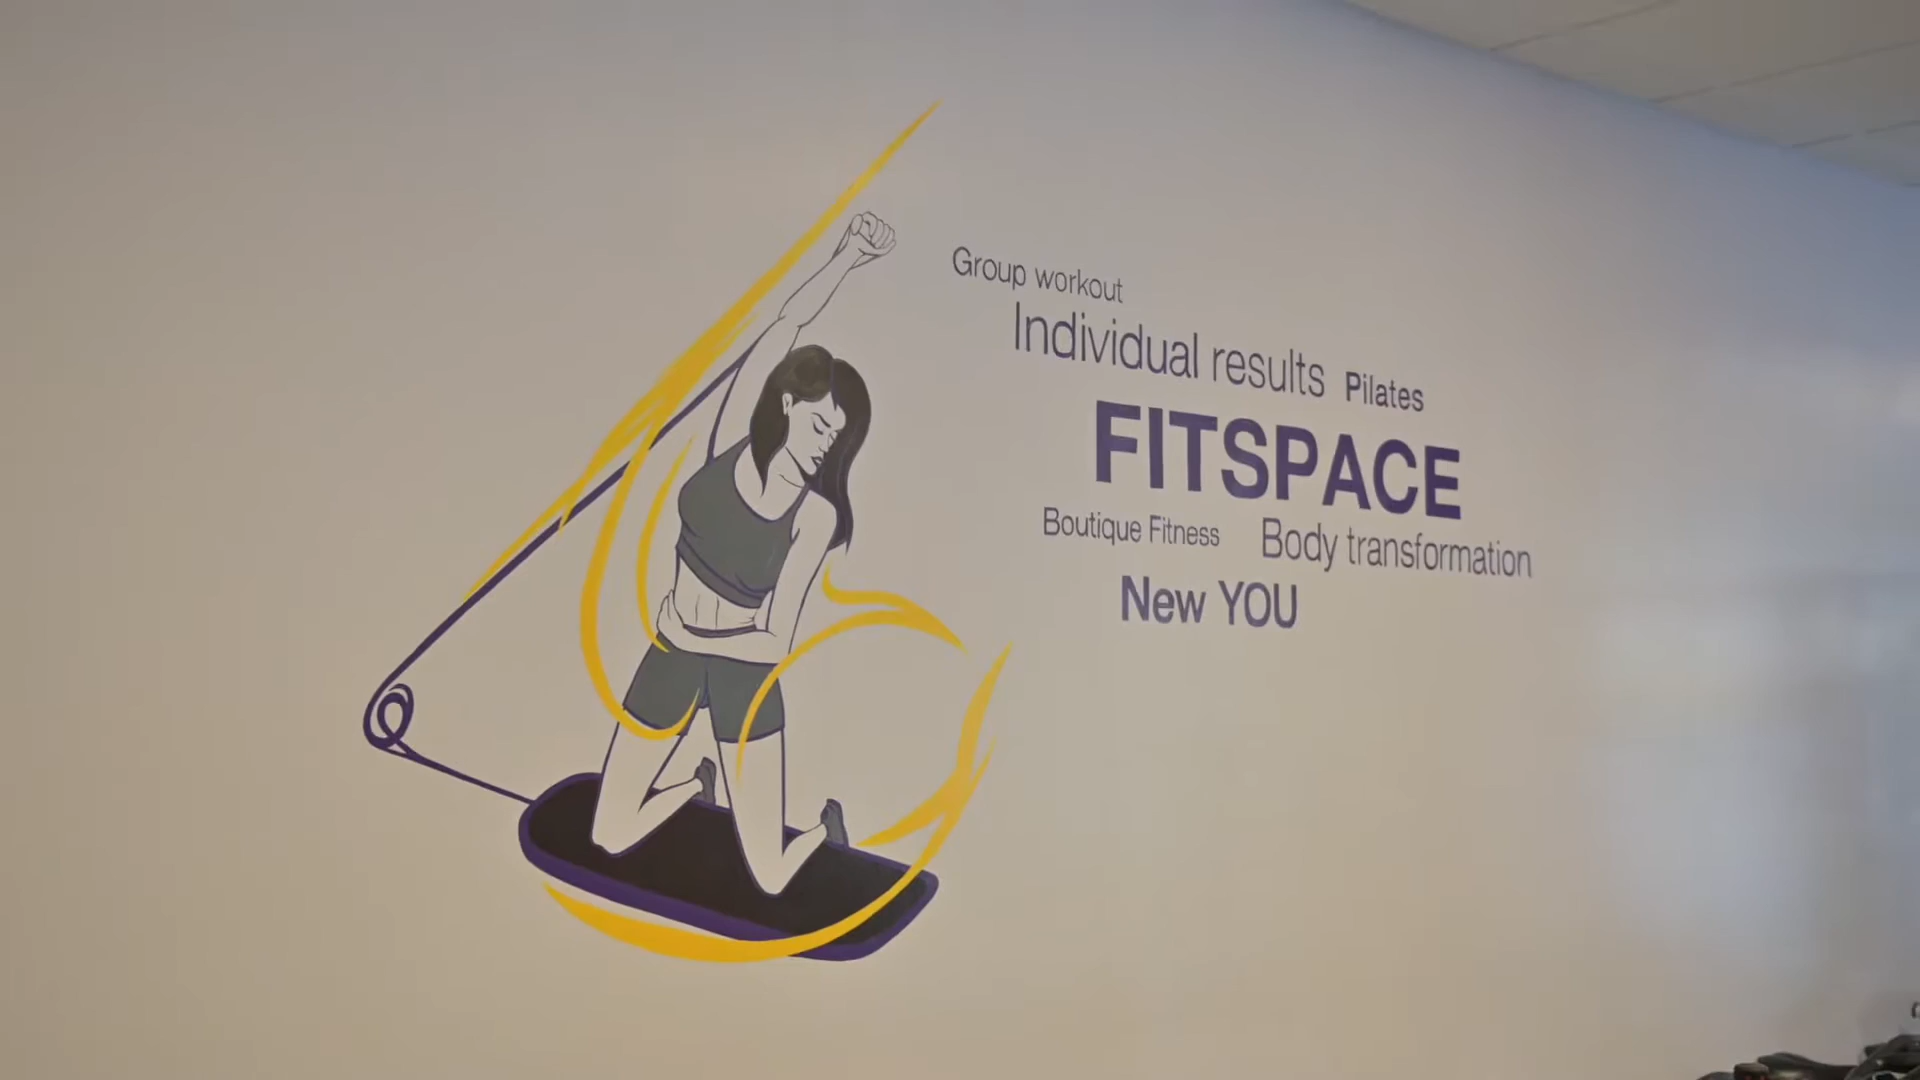 Group workout
Individual results Pilates
FITSPACE
Boutique Fitness Body transformation
New YOU